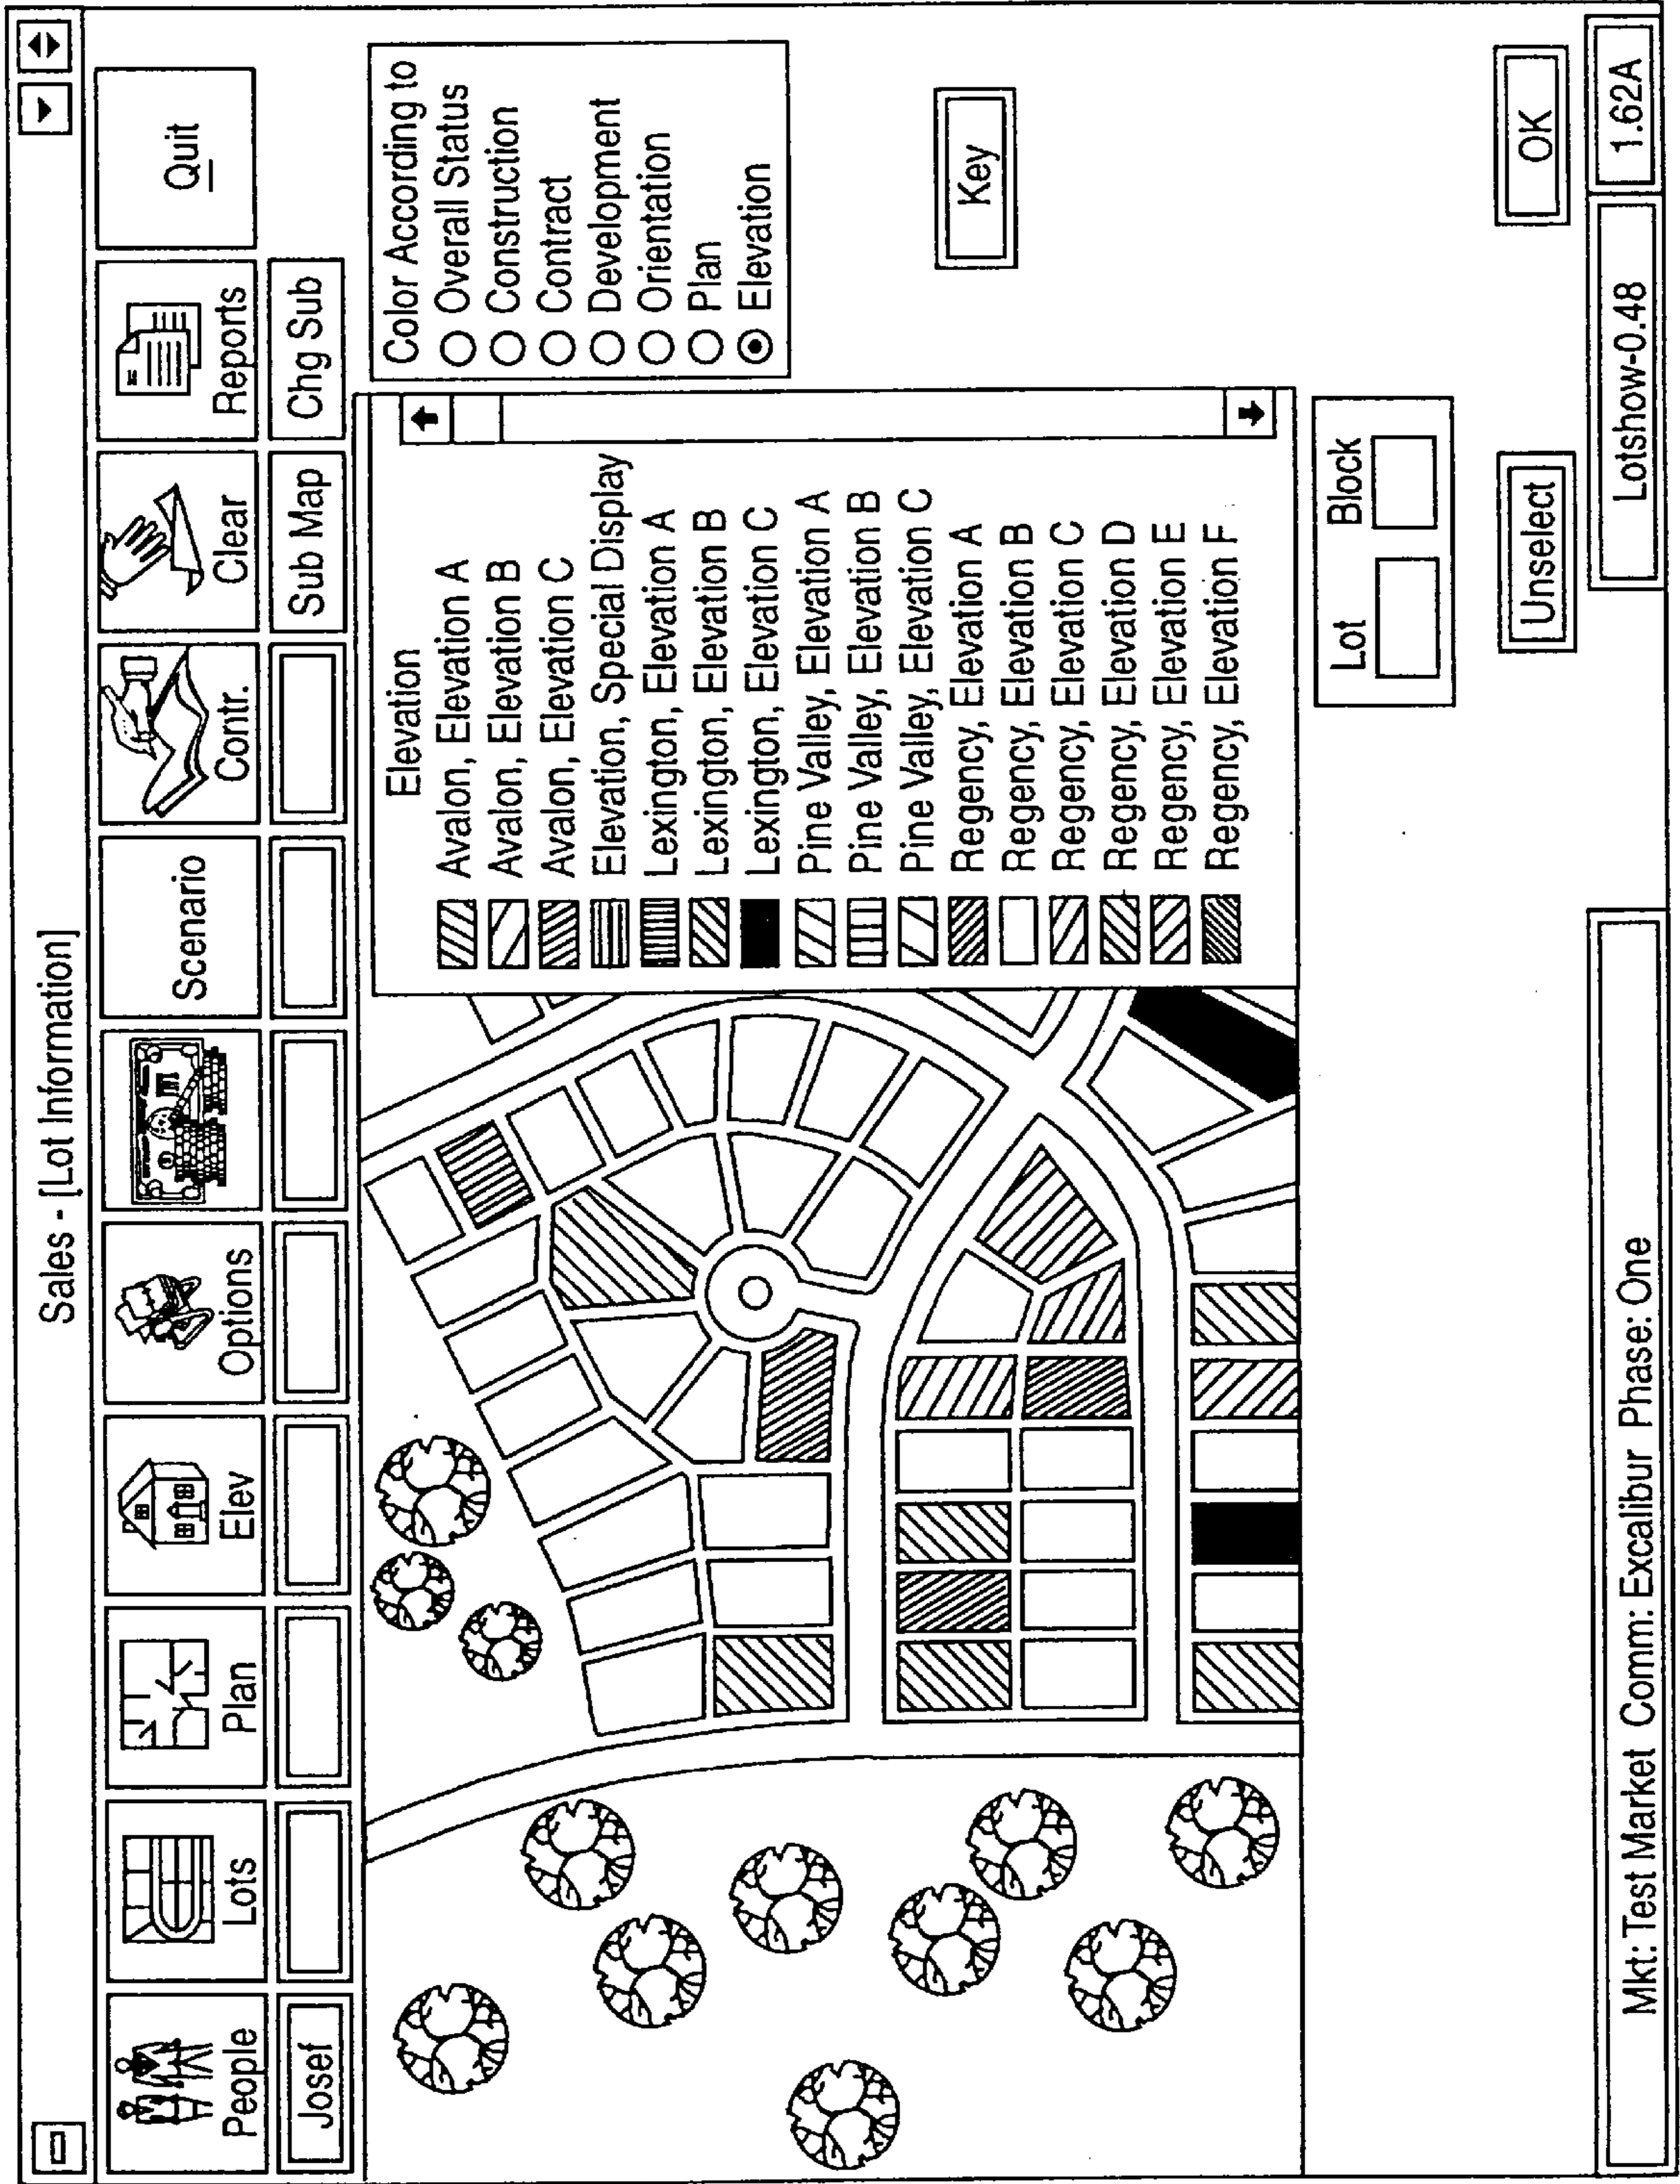 Sales - [Lot Information]
People
Lots
Plan
Elev
Options
Scenario
Contr.
Clear
Reports
Quit
Josef
Sub Map
Chg Sub
Elevation
Avalon, Elevation A
Avalon, Elevation B
Avalon, Elevation C
Elevation, Special Display
Lexington, Elevation A
Lexington, Elevation B
Lexington, Elevation C
Pine Valley, Elevation A
Pine Valley, Elevation B
Pine Valley, Elevation C
Regency, Elevation A
Regency, Elevation B
Regency, Elevation C
Regency, Elevation D
Regency, Elevation E
Regency, Elevation F
Color According to
Overall Status
Construction
Contract
Development
Orientation
Plan
Elevation
Key
Lot Block
Unselect
OK
Mkt: Test Market Comm: Excalibur Phase: One
Lotshow-0.48
1.62A